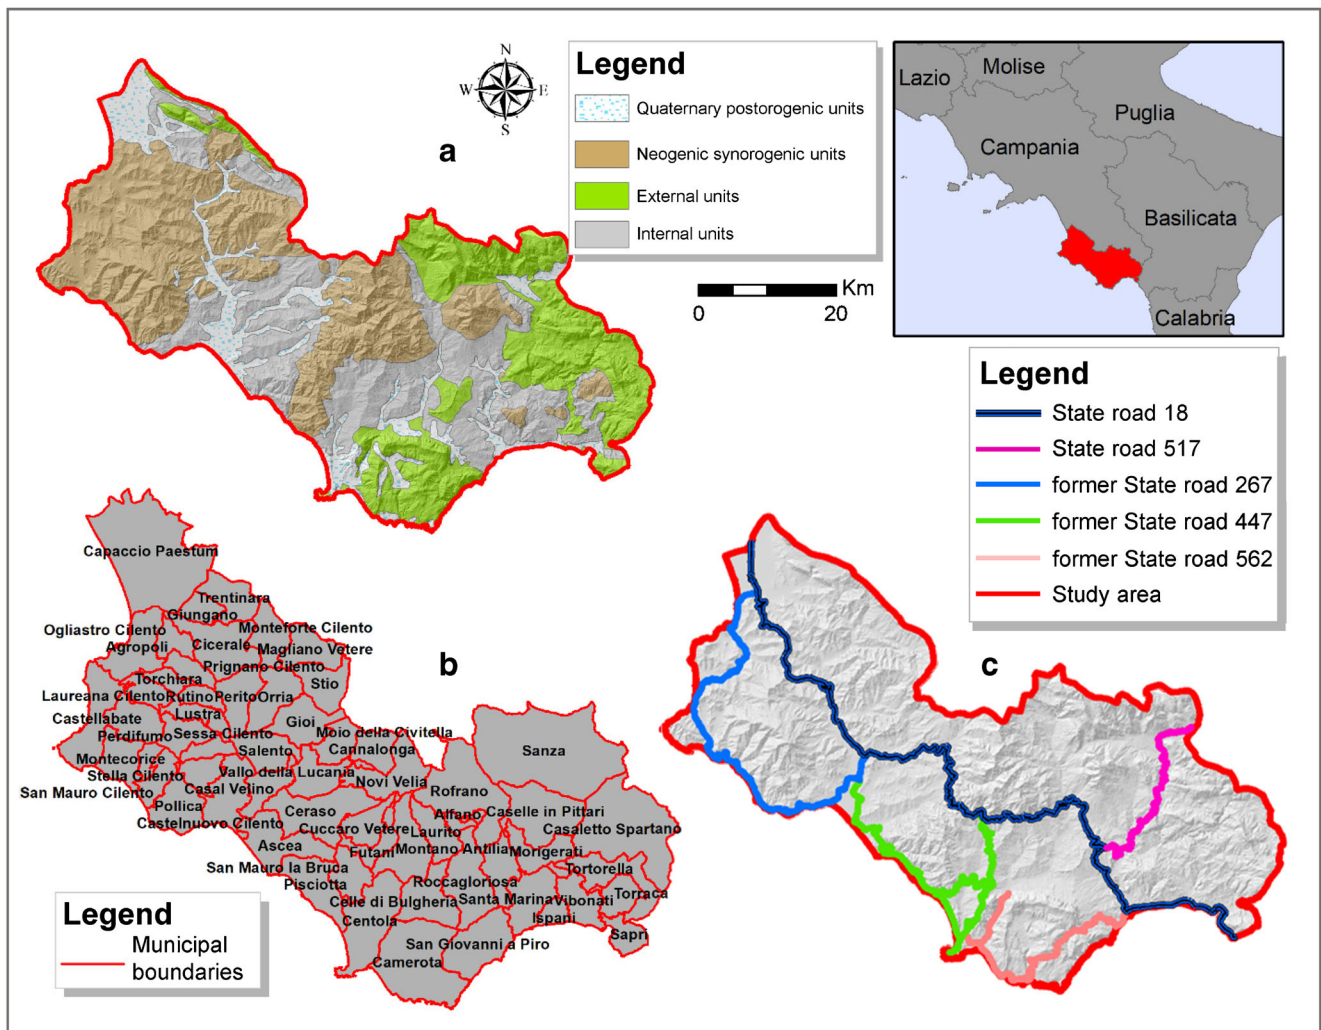 N
W E
S
a
Legend
Quaternary postorogenic units
Neogenic synorogenic units
External units
Internal units
Km
0 20
Lazio
Molise
Puglia
Campania
Basilicata
Calabria
Legend
State road 18
State road 517
former State road 267
former State road 447
former State road 562
Study area
b
Capaccio Paestum
Trentinara
Giungano
Ogliastro Cilento
Monteforte Cilento
Agropoli
Cicerale
Magliano Vetere
Prignano Cilento
Torchiara
Stio
Laureana Cilento
Rutino
Perito
Orria
Castellabate
Lustra
Gioi
Perdifumo
Sessa Cilento
Moio della Civitella
Salento
Cannalonga
Sanza
Montecorice
Stella Cilento
Vallo della Lucania
Novi Velia
San Mauro Cilento
Casal Velino
Rofrano
Pollica
Ceraso
Alfano
Caselle in Pittari
Castelnuovo Cilento
Cuccaro Vetere
Laurito
Casaletto Spartano
Ascea
Futani
Montano Antilia
Morigerati
San Mauro la Bruca
Tortorella
Pisciotta
Roccagloriosa
Torraca
Celle di Bulgheria
Santa Marina
Vibonati
Centola
Ispani
Sapri
San Giovanni a Piro
Camerota
Legend
Municipal
boundaries
c